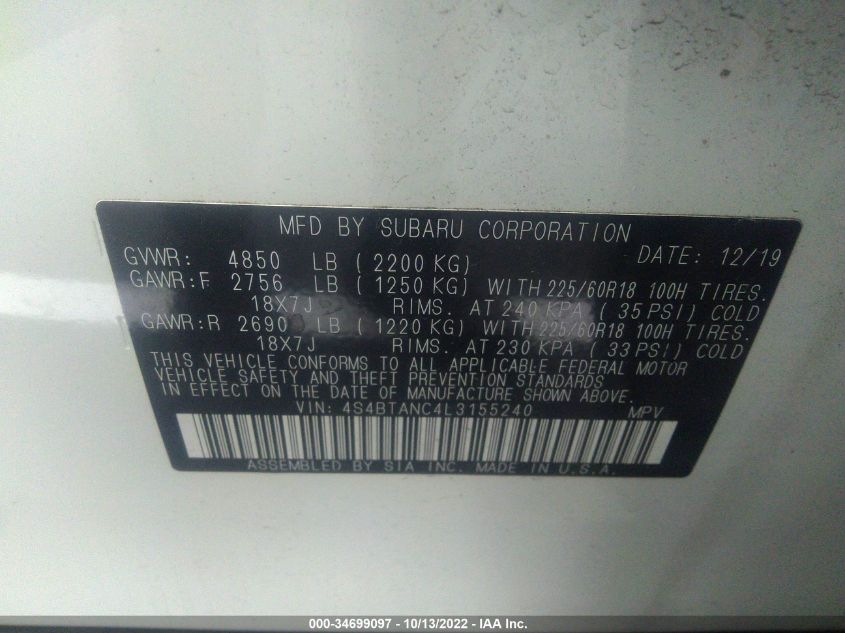 MFD BY SUBARU CORPORATION
GVWR: 4850 LB ( 2200 KG) DATE: 12/19
GAWR:F 2756 LB ( 1250 KG) WITH 225/60R18 100H TIRES.
18X7J RIMS. AT 240 KPA ( 35 PSI) COLD
GAWR:R 2690 LB ( 1220 KG) WITH 225/60R18 100H TIRES.
18X7J RIMS. AT 230 KPA ( 33 PSI) COLD
THIS VEHICLE CONFORMS TO ALL APPLICABLE FEDERAL MOTOR
VEHICLE SAFETY AND THEFT PREVENTION STANDARDS
IN EFFECT ON THE DATE OF MANUFACTURE SHOWN ABOVE.
VIN: 4S4BTANC4L3155240 MPV
ASSEMBLED BY SIA INC. MADE IN U.S.A.
000-34699097 - 10/13/2022 - IAA Inc.